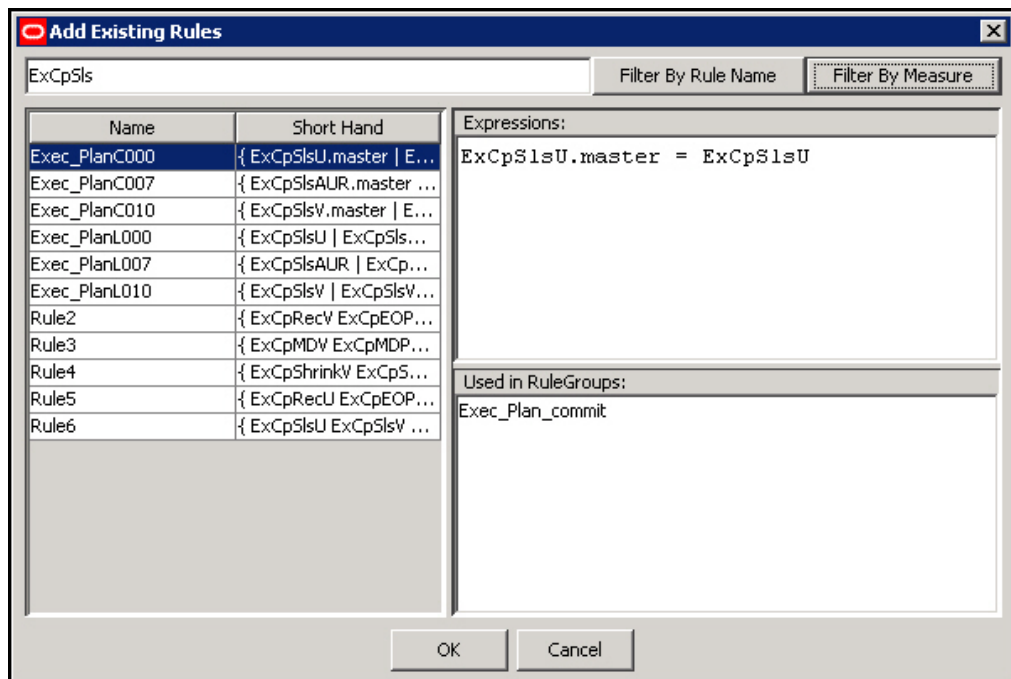 Add Existing Rules
ExCpSls Filter By Rule Name Filter By Measure
Name Short Hand
Exec_PlanC000 { ExCpSlsU.master | E...
Exec_PlanC007 { ExCpSlsAUR.master ...
Exec_PlanC010 { ExCpSlsV.master | E...
Exec_PlanL000 { ExCpSlsU | ExCpSls...
Exec_PlanL007 { ExCpSlsAUR | ExCp...
Exec_PlanL010 { ExCpSlsV | ExCpSlsV...
Rule2 { ExCpRecV ExCpEOP...
Rule3 { ExCpMDV ExCpMDP...
Rule4 { ExCpShrinkV ExCpS...
Rule5 { ExCpRecU ExCpEOP...
Rule6 { ExCpSlsU ExCpSlsV ...
Expressions:
ExCpSlsU.master = ExCpSlsU
Used in RuleGroups:
Exec_Plan_commit
OK Cancel